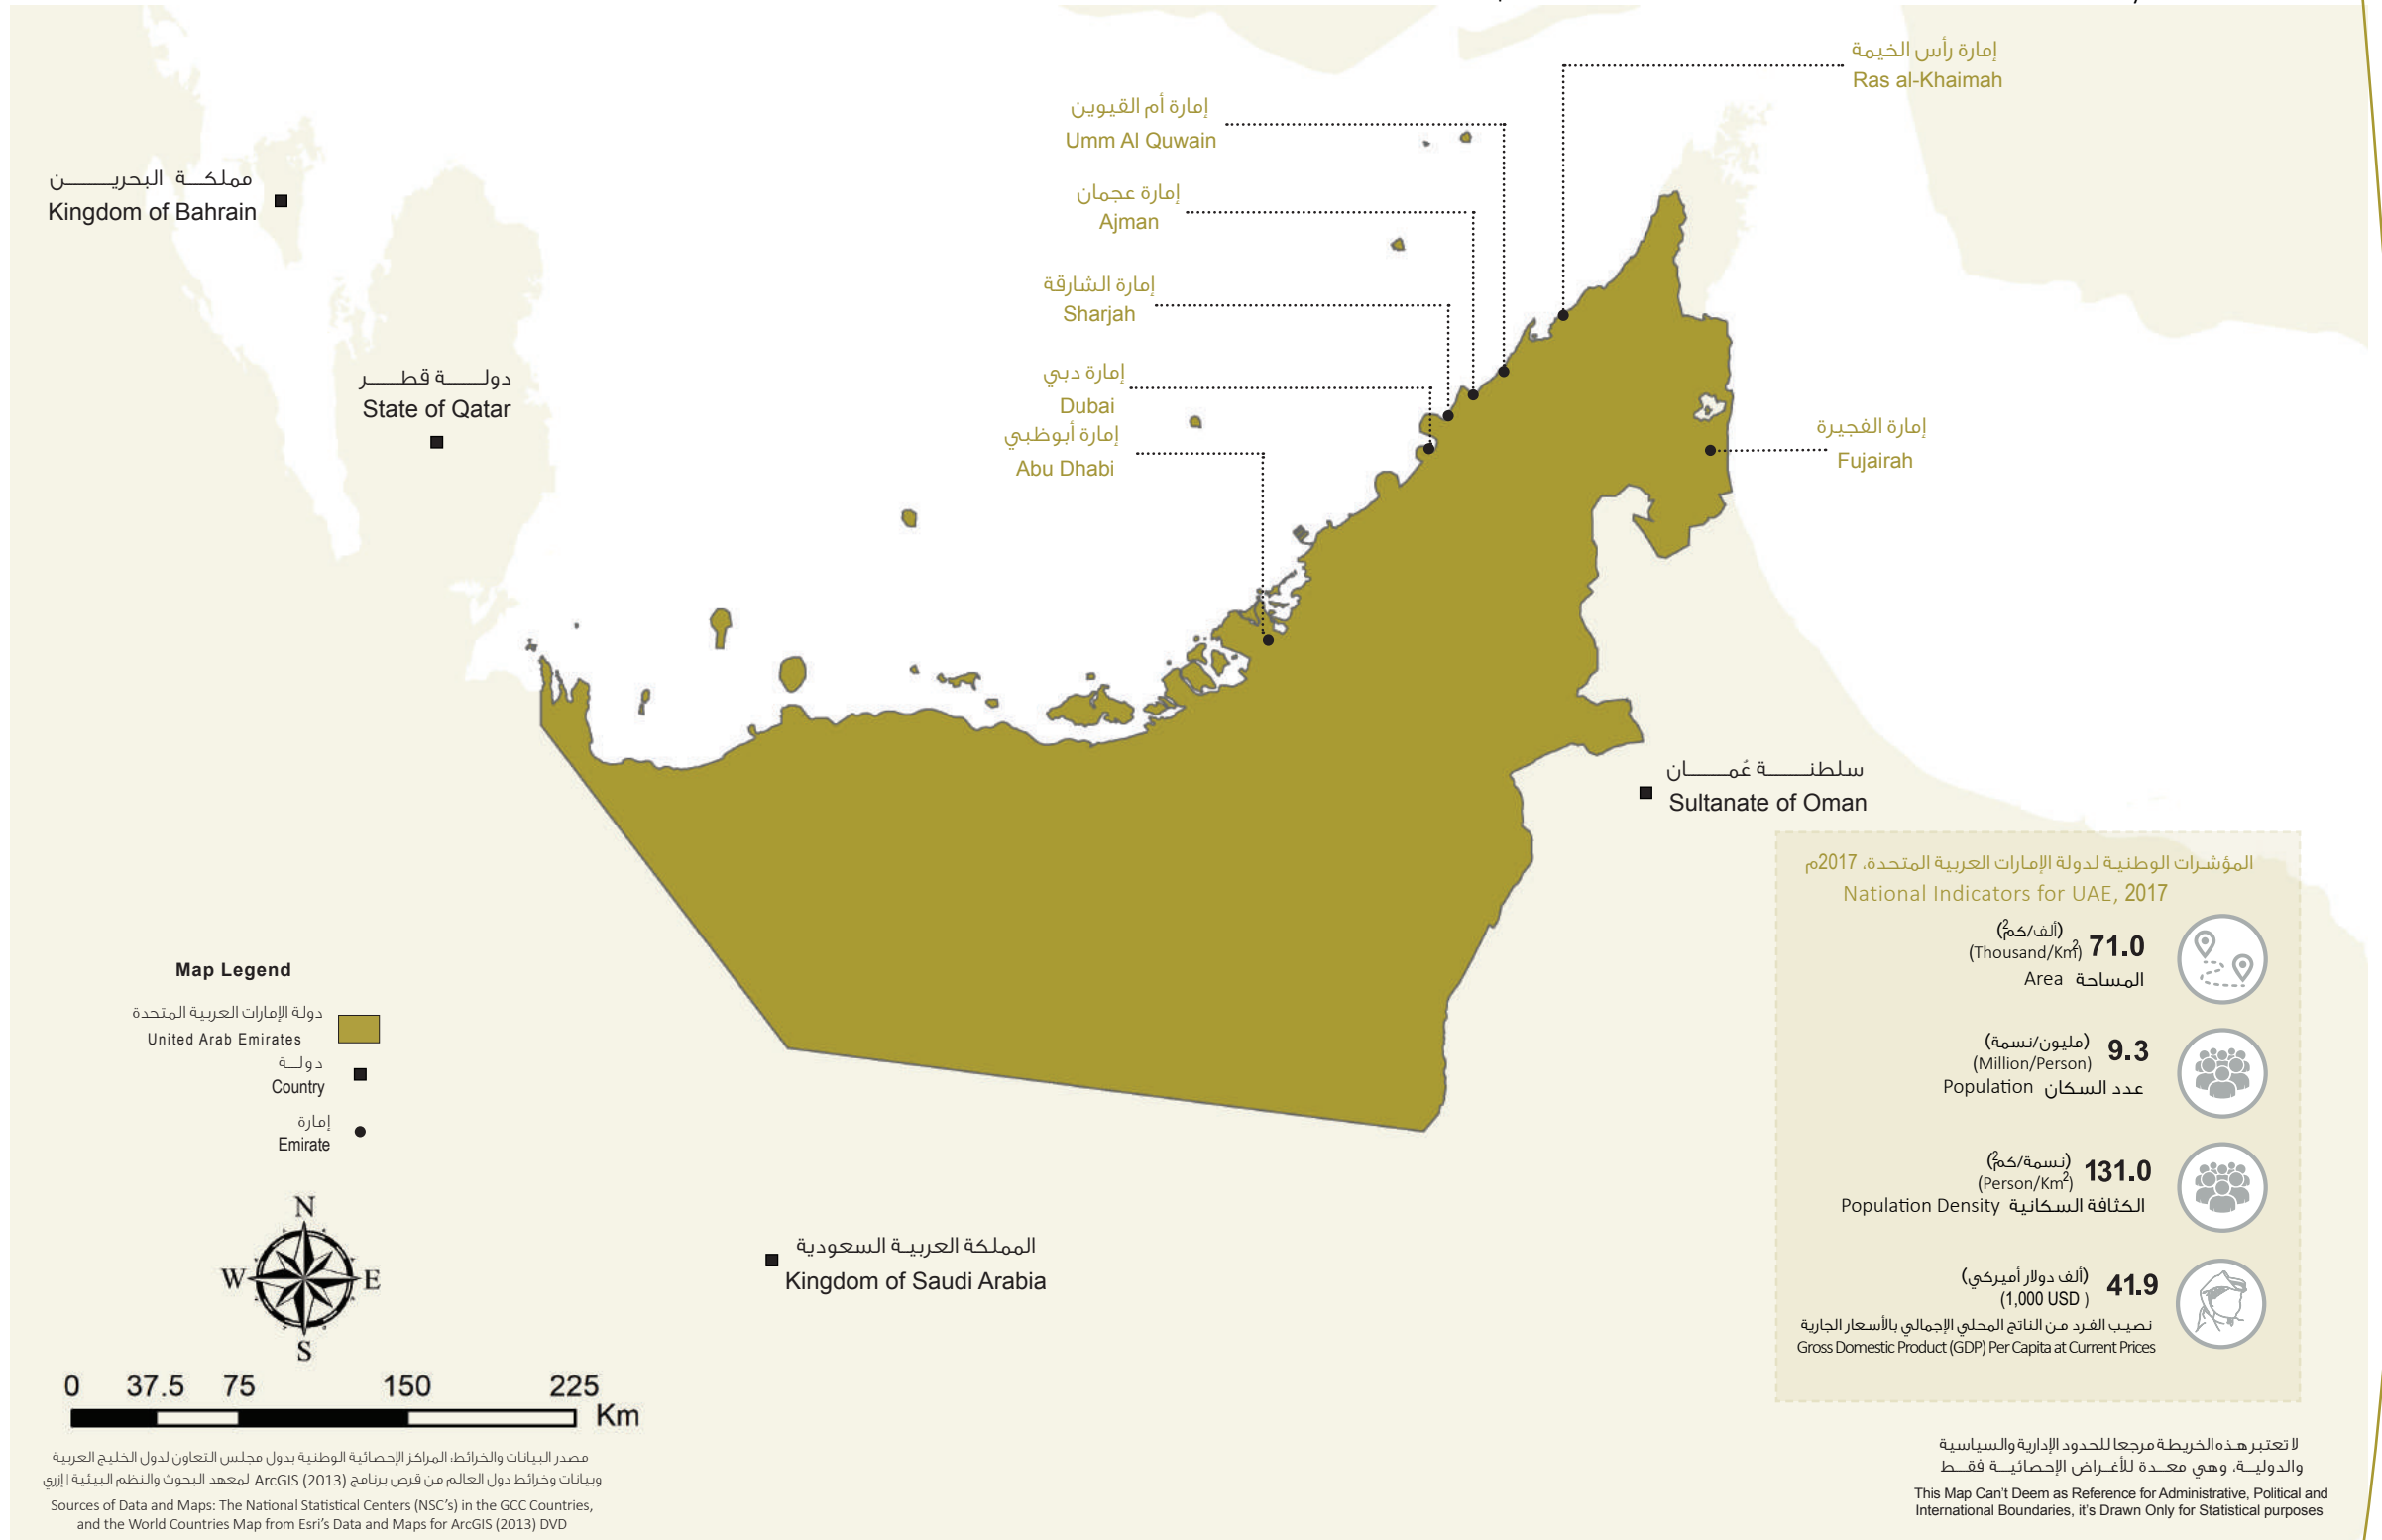 إمارة رأس الخيمة
Ras al-Khaimah
إمارة أم القيوين
Umm Al Quwain
إمارة عجمان
Ajman
إمارة الشارقة
Sharjah
إمارة دبي
Dubai
إمارة أبوظبي
Abu Dhabi
إمارة الفجيرة
Fujairah
مملكة البحرين
Kingdom of Bahrain
دولة قطر
State of Qatar
سلطنة عُمان
Sultanate of Oman
المملكة العربية السعودية
Kingdom of Saudi Arabia
المؤشرات الوطنية لدولة الإمارات العربية المتحدة، 2017م
National Indicators for UAE, 2017
(ألف/كم²)
(Thousand/Km²) 71.0
Area المساحة
(مليون/نسمة)
(Million/Person) 9.3
Population عدد السكان
(نسمة/كم²)
(Person/Km²) 131.0
Population Density الكثافة السكانية
(ألف دولار أميركي)
(1,000 USD ) 41.9
نصيب الفرد من الناتج المحلي الإجمالي بالأسعار الجارية
Gross Domestic Product (GDP) Per Capita at Current Prices
Map Legend
دولة الإمارات العربية المتحدة
United Arab Emirates
دولة
Country
إمارة
Emirate
N
W E
S
0 37.5 75 150 225
Km
مصدر البيانات والخرائط: المراكز الإحصائية الوطنية بدول مجلس التعاون لدول الخليج العربية
وبيانات وخرائط دول العالم من قرص برنامج ArcGIS (2013) لمعهد البحوث والنظم البيئية | إزري
Sources of Data and Maps: The National Statistical Centers (NSC's) in the GCC Countries,
and the World Countries Map from Esri's Data and Maps for ArcGIS (2013) DVD
لا تعتبر هذه الخريطة مرجعا للحدود الإدارية والسياسية
والدولية، وهي معدة للأغراض الإحصائية فقط
This Map Can't Deem as Reference for Administrative, Political and
International Boundaries, it's Drawn Only for Statistical purposes